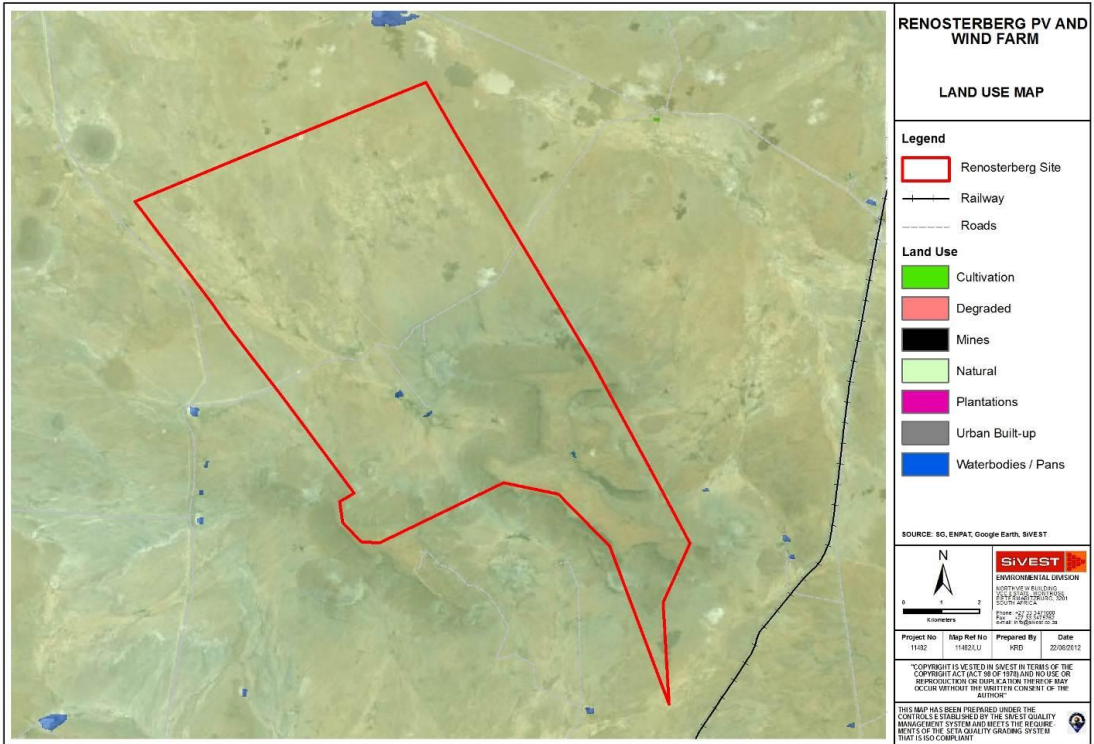 RENOSTERBERG PV AND
WIND FARM
LAND USE MAP
Legend
Renosterberg Site
Railway
Roads
Land Use
Cultivation
Degraded
Mines
Natural
Plantations
Urban Built-up
Waterbodies / Pans
SOURCE: SG, ENPAT, Google Earth, SiVEST
N
0 1 2
Kilometers
SiVEST
ENVIRONMENTAL DIVISION
NORTHVIEW BUILDING
SOUTH AFRICA
Project No
Map Ref No
Prepared By
Date
11482
11482/LU
KRD
22/08/2012
"COPYRIGHT IS VESTED IN SIVEST IN TERMS OF THE
COPYRIGHT ACT (ACT 98 OF 1978) AND NO USE OR
REPRODUCTION OR DUPLICATION THEREOF MAY
OCCUR WITHOUT THE WRITTEN CONSENT OF THE
AUTHOR"
THIS MAP HAS BEEN PREPARED UNDER THE
CONTROLS ESTABLISHED BY THE SIVEST QUALITY
MANAGEMENT SYSTEM AND MEETS THE REQUIRE-
MENTS OF THE SETA QUALITY GRADING SYSTEM
THAT IS ISO COMPLIANT